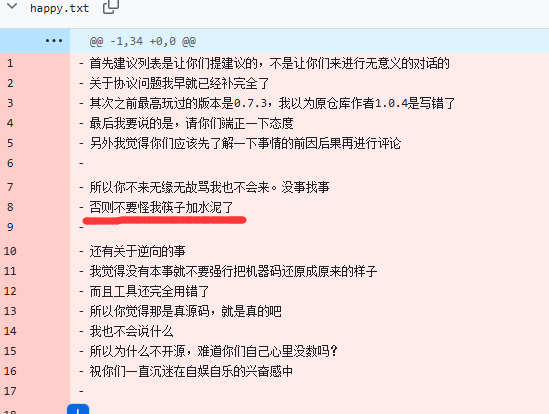 happy.txt
... @@ -1,34 +0,0 @@
1 - 首先建议列表是让你们提建议的，不是让你们来进行无意义的对话的
2 - 关于协议问题我早就已经补完全了
3 - 其次之前最高玩过的版本是0.7.3，我以为原仓库作者1.0.4是写错了
4 - 最后我要说的是，请你们端正一下态度
5 - 另外我觉得你们应该先了解一下事情的前因后果再进行评论
6 -
7 - 所以你不来无缘无故骂我也不会来。没事找事
8 - 否则不要怪我筷子加水泥了
9 -
10 - 还有关于逆向的事
11 - 我觉得没有本事就不要强行把机器码还原成原来的样子
12 - 而且工具还完全用错了
13 - 所以你觉得那是真源码，就是真的吧
14 - 我也不会说什么
15 - 所以为什么不开源，难道你们自己心里没数吗？
16 - 祝你们一直沉迷在自娱自乐的兴奋感中
17 -
18